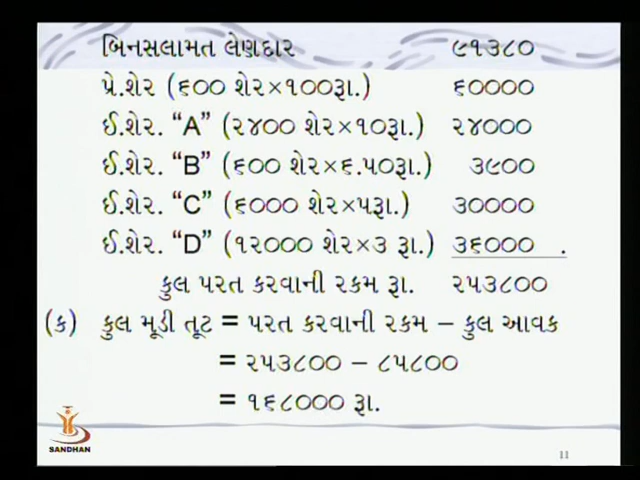 બિનસલામત લેણદાર ૯૧૩૮૦
પ્રે.શેર (૬૦૦ શેર×૧૦૦રૂા.) ૬૦૦૦૦
ઈ.શેર. “A” (૨૪૦૦ શેર×૧૦રૂા.) ૨૪૦૦૦
ઈ.શેર. “B” (૬૦૦ શેર×૬.૫૦રૂા.) ૩૯૦૦
ઈ.શેર. “C” (૬૦૦૦ શેર×૫રૂા.) ૩૦૦૦૦
ઈ.શેર. “D” (૧૨૦૦૦ શેર×૩ રૂા.) ૩૬૦૦૦ .
કુલ પરત કરવાની રકમ રૂા. ૨૫૩૮૦૦
(ક) કુલ મૂડી તૂટ = પરત કરવાની રકમ – કુલ આવક
= ૨૫૩૮૦૦ – ૮૫૮૦૦
= ૧૬૮૦૦૦ રૂા.
SANDHAN
11